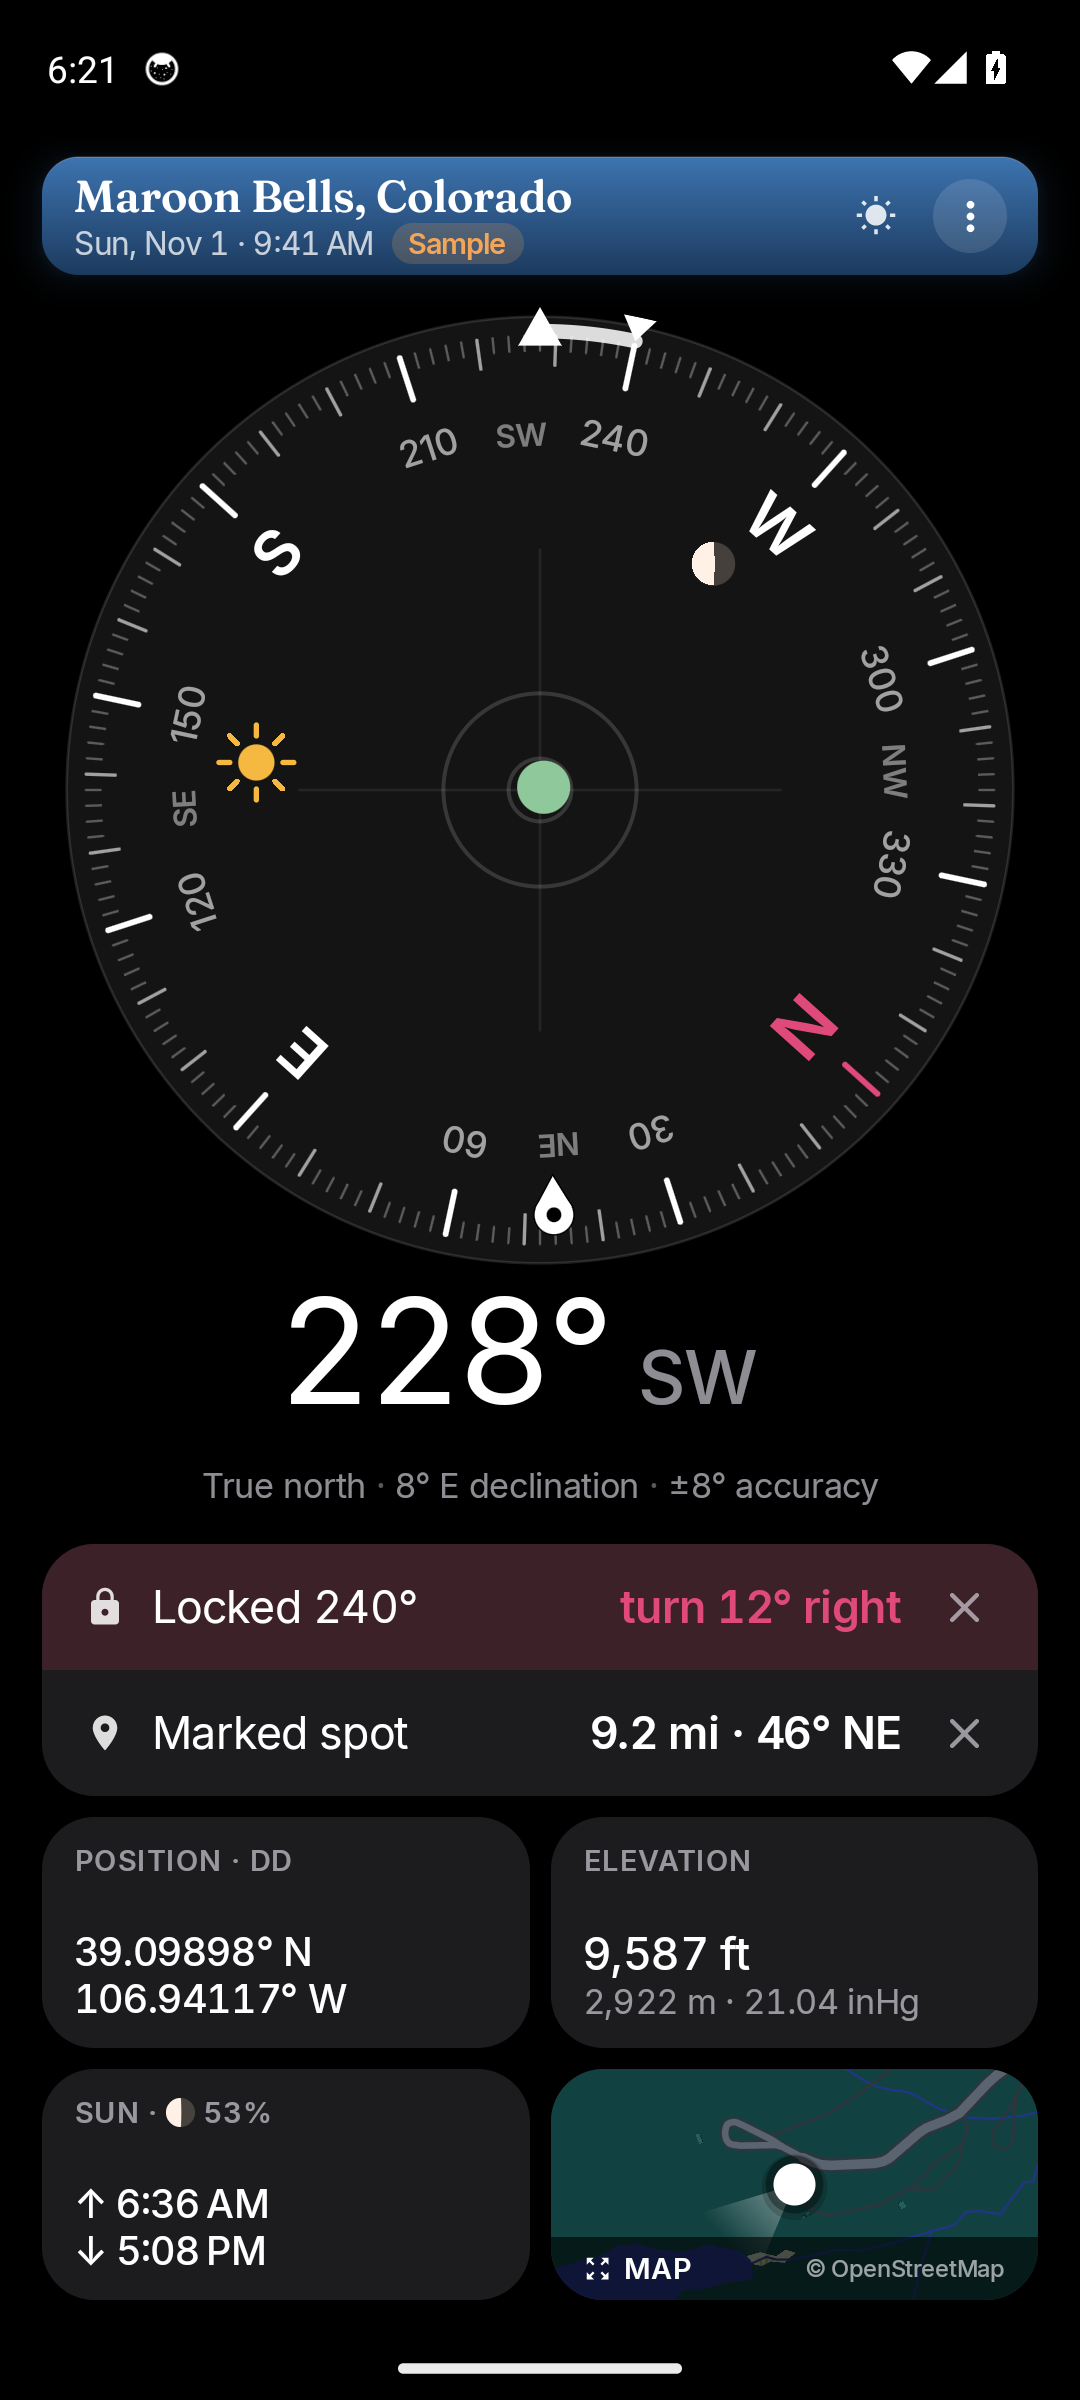 6:21
Maroon Bells, Colorado
Sun, Nov 1 · 9:41 AM Sample
210 SW 240
S W
150 300
SE NW
120 330
E N
60 NE 30
228° SW
True north · 8° E declination · ±8° accuracy
Locked 240° turn 12° right
Marked spot 9.2 mi · 46° NE
POSITION · DD
39.09898° N
106.94117° W
ELEVATION
9,587 ft
2,922 m · 21.04 inHg
SUN · 53%
↑ 6:36 AM
↓ 5:08 PM
MAP © OpenStreetMap